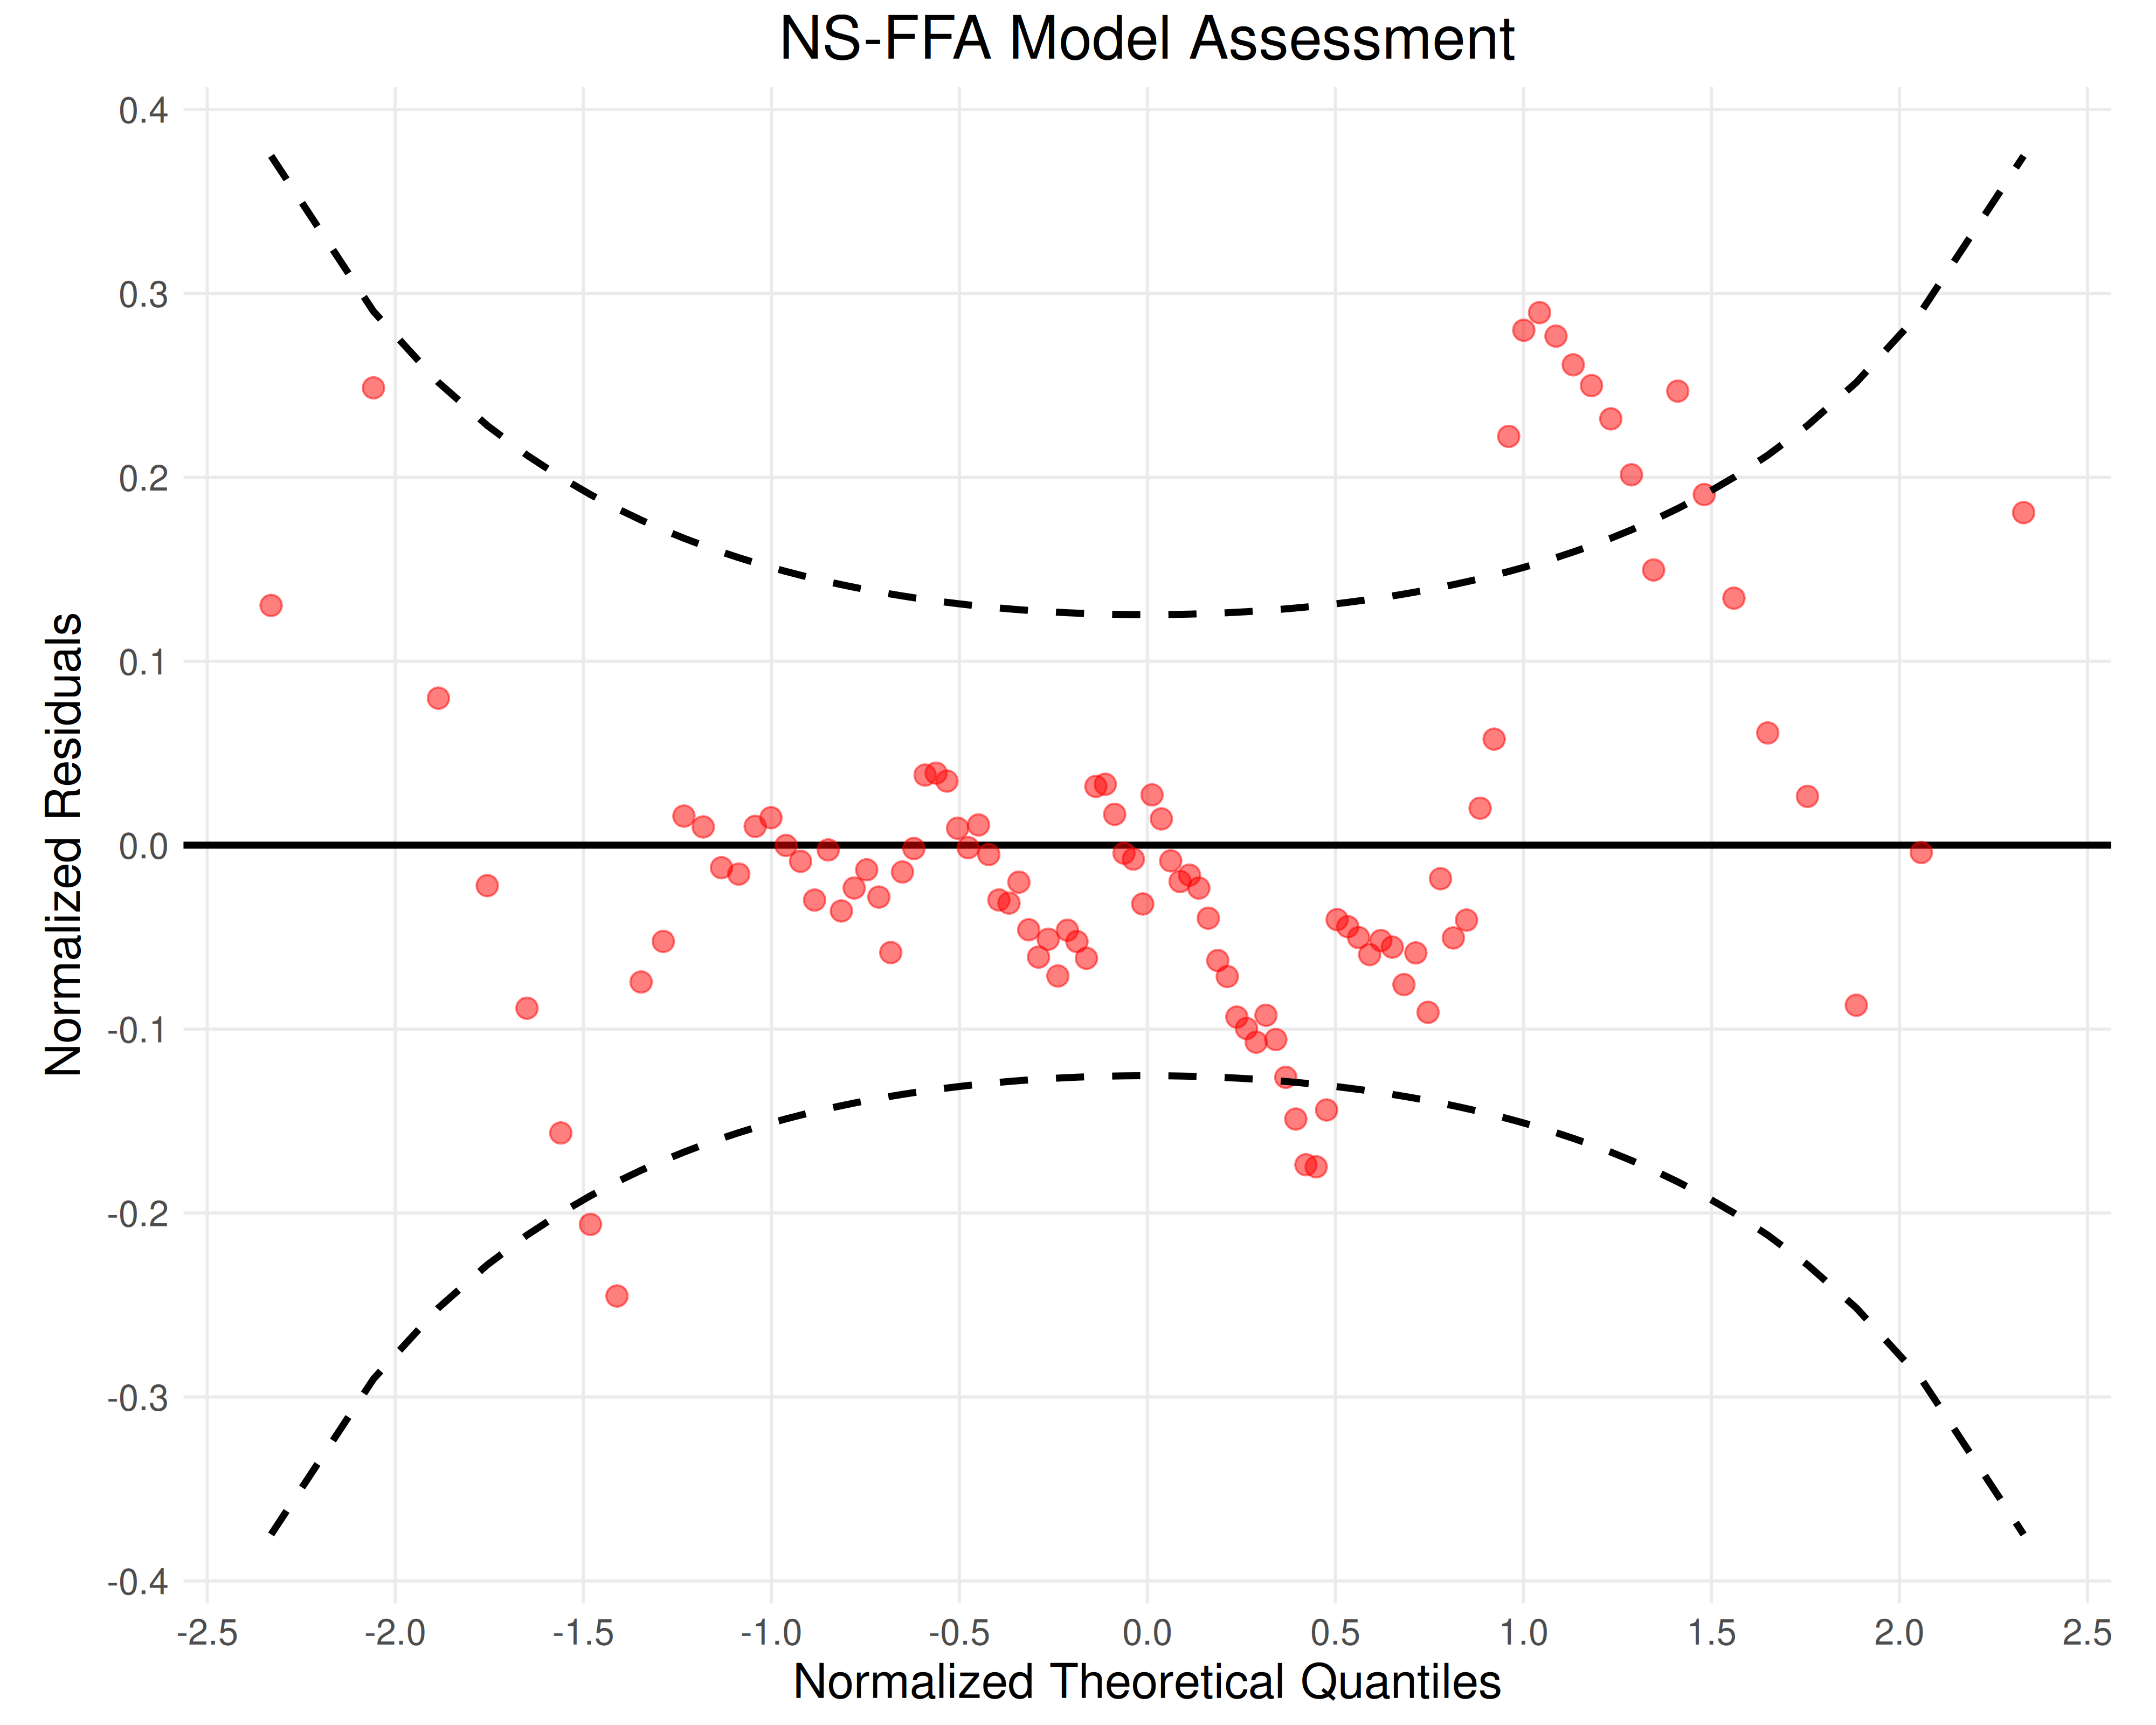 NS-FFA Model Assessment
0.4
0.3
0.2
0.1
0.0
-0.1
-0.2
-0.3
-0.4
Normalized Residuals
-2.5 -2.0 -1.5 -1.0 -0.5 0.0 0.5 1.0 1.5 2.0 2.5
Normalized Theoretical Quantiles